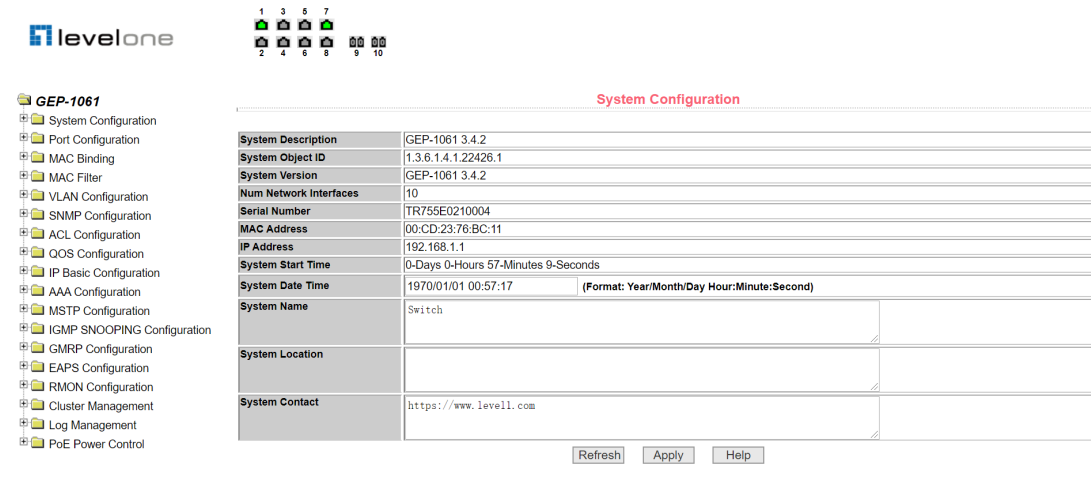 1 3 5 7
levelone
2 4 6 8 9 10
GEP-1061
System Configuration
Port Configuration
MAC Binding
MAC Filter
VLAN Configuration
SNMP Configuration
ACL Configuration
QOS Configuration
IP Basic Configuration
AAA Configuration
MSTP Configuration
IGMP SNOOPING Configuration
GMRP Configuration
EAPS Configuration
RMON Configuration
Cluster Management
Log Management
PoE Power Control
System Configuration
System Description GEP-1061 3.4.2
System Object ID 1.3.6.1.4.1.22426.1
System Version GEP-1061 3.4.2
Num Network Interfaces 10
Serial Number TR755E0210004
MAC Address 00:CD:23:76:BC:11
IP Address 192.168.1.1
System Start Time 0-Days 0-Hours 57-Minutes 9-Seconds
System Date Time 1970/01/01 00:57:17 (Format: Year/Month/Day Hour:Minute:Second)
System Name Switch
System Location
System Contact https://www.level1.com
Refresh Apply Help